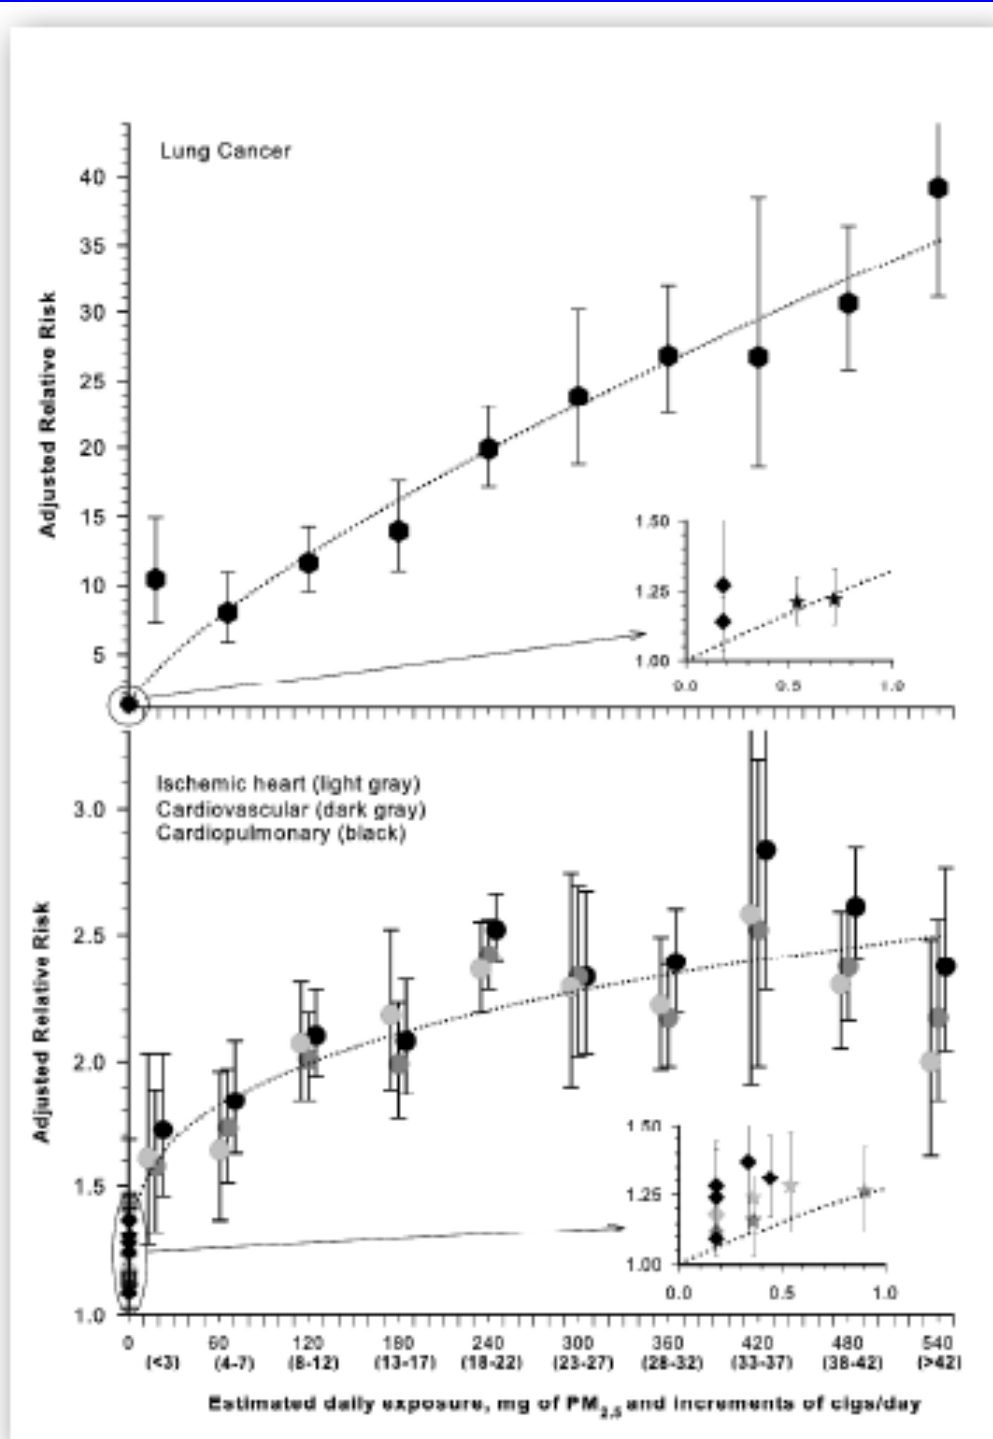 Lung Cancer
40
35
30
25
20
15
10
5
Adjusted Relative Risk
1.50
1.25
1.00
0.0 0.5 1.0
Ischemic heart (light gray)
Cardiovascular (dark gray)
Cardiopulmonary (black)
3.0
2.5
2.0
1.5
1.0
Adjusted Relative Risk
1.50
1.25
1.00
0.0 0.5 1.0
0 60 120 180 240 300 360 420 480 540
(<3) (4-7) (8-12) (13-17) (18-22) (23-27) (28-32) (33-37) (38-42) (>42)
Estimated daily exposure, mg of PM2.5 and increments of cigs/day